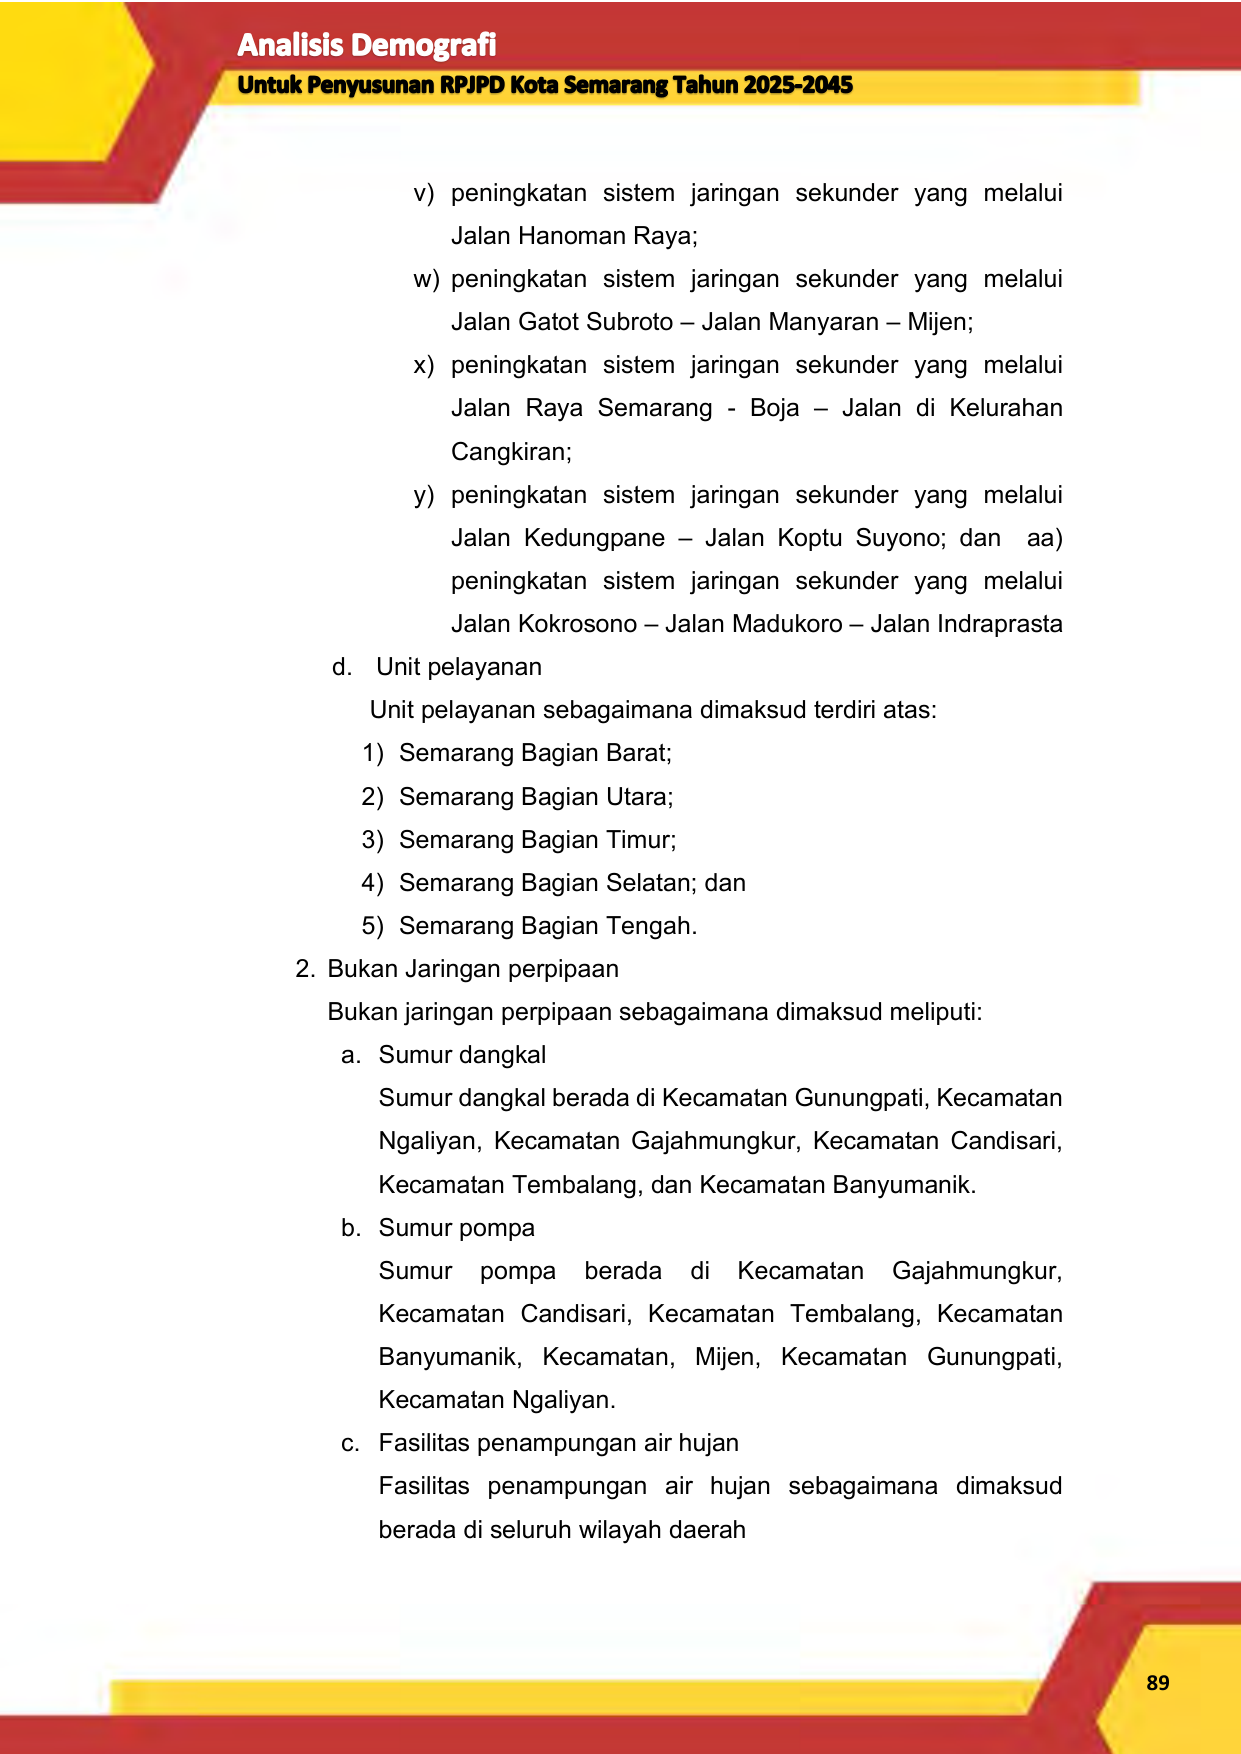 Analisis Demografi
Untuk Penyusunan RPJPD Kota Semarang Tahun 2025-2045
v) peningkatan sistem jaringan sekunder yang melalui
Jalan Hanoman Raya;
w) peningkatan sistem jaringan sekunder yang melalui
Jalan Gatot Subroto – Jalan Manyaran – Mijen;
x) peningkatan sistem jaringan sekunder yang melalui
Jalan Raya Semarang - Boja – Jalan di Kelurahan
Cangkiran;
y) peningkatan sistem jaringan sekunder yang melalui
Jalan Kedungpane – Jalan Koptu Suyono; dan aa)
peningkatan sistem jaringan sekunder yang melalui
Jalan Kokrosono – Jalan Madukoro – Jalan Indraprasta
d. Unit pelayanan
Unit pelayanan sebagaimana dimaksud terdiri atas:
1) Semarang Bagian Barat;
2) Semarang Bagian Utara;
3) Semarang Bagian Timur;
4) Semarang Bagian Selatan; dan
5) Semarang Bagian Tengah.
2. Bukan Jaringan perpipaan
Bukan jaringan perpipaan sebagaimana dimaksud meliputi:
a. Sumur dangkal
Sumur dangkal berada di Kecamatan Gunungpati, Kecamatan
Ngaliyan, Kecamatan Gajahmungkur, Kecamatan Candisari,
Kecamatan Tembalang, dan Kecamatan Banyumanik.
b. Sumur pompa
Sumur pompa berada di Kecamatan Gajahmungkur,
Kecamatan Candisari, Kecamatan Tembalang, Kecamatan
Banyumanik, Kecamatan, Mijen, Kecamatan Gunungpati,
Kecamatan Ngaliyan.
c. Fasilitas penampungan air hujan
Fasilitas penampungan air hujan sebagaimana dimaksud
berada di seluruh wilayah daerah
89